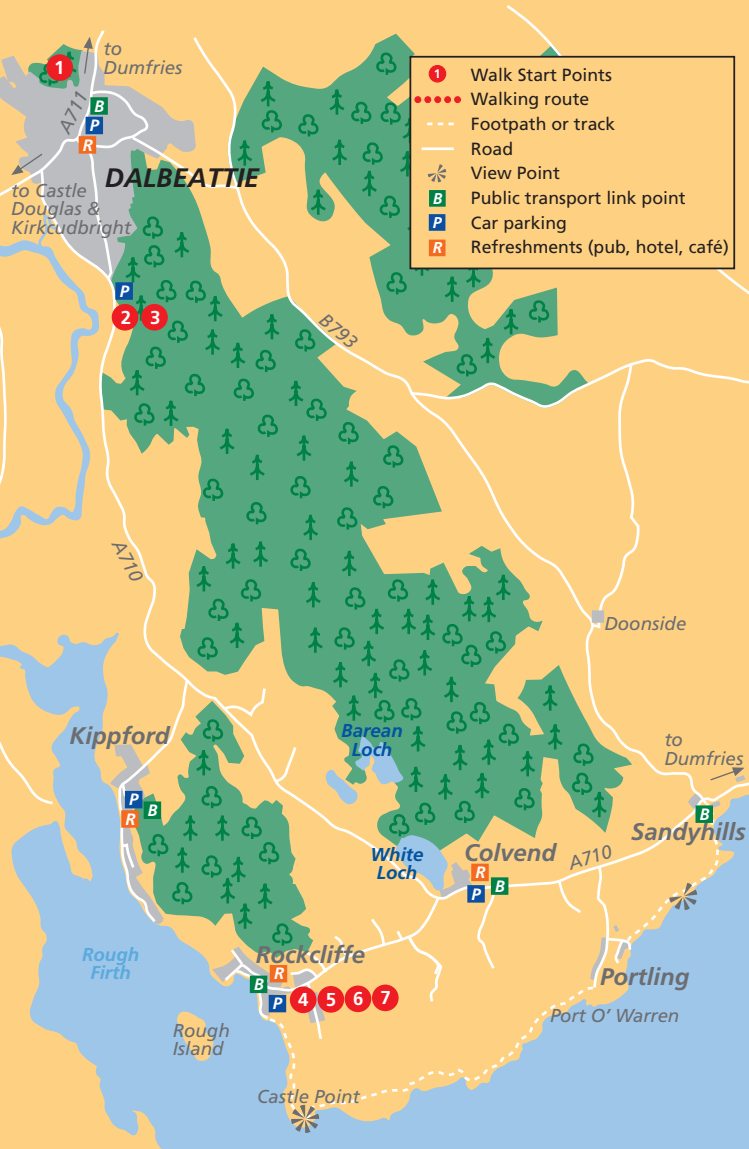 to
Dumfries
1
A711
B
P
R
DALBEATTIE
to Castle
Douglas &
Kirkcudbright
1 Walk Start Points
Walking route
Footpath or track
Road
View Point
B Public transport link point
P Car parking
R Refreshments (pub, hotel, café)
P
2 3
B793
A710
Doonside
Kippford
Barean
Loch
to
Dumfries
P
B
R
B
Sandyhills
White
Loch
Colvend
A710
R
P
B
Rough
Firth
Rockcliffe
R
B
P
4 5 6 7
Portling
Port O’ Warren
Rough
Island
Castle Point